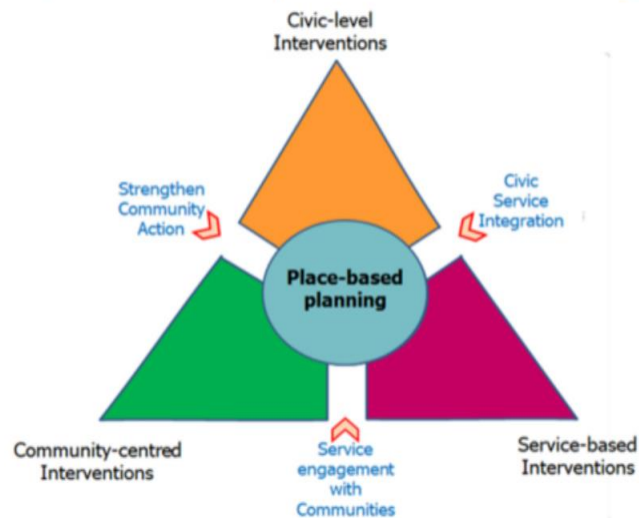 Civic-level
Interventions
Strengthen
Community
Action
Civic
Service
Integration
Place-based
planning
Community-centred
Interventions
Service
engagement
with
Communities
Service-based
Interventions